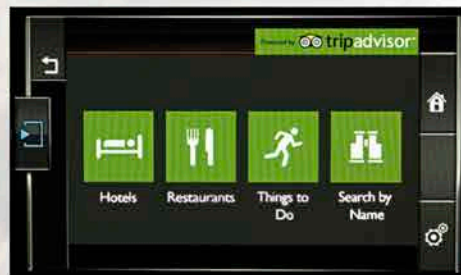 Powered by tripadvisor
Hotels
Restaurants
Things to
Do
Search by
Name